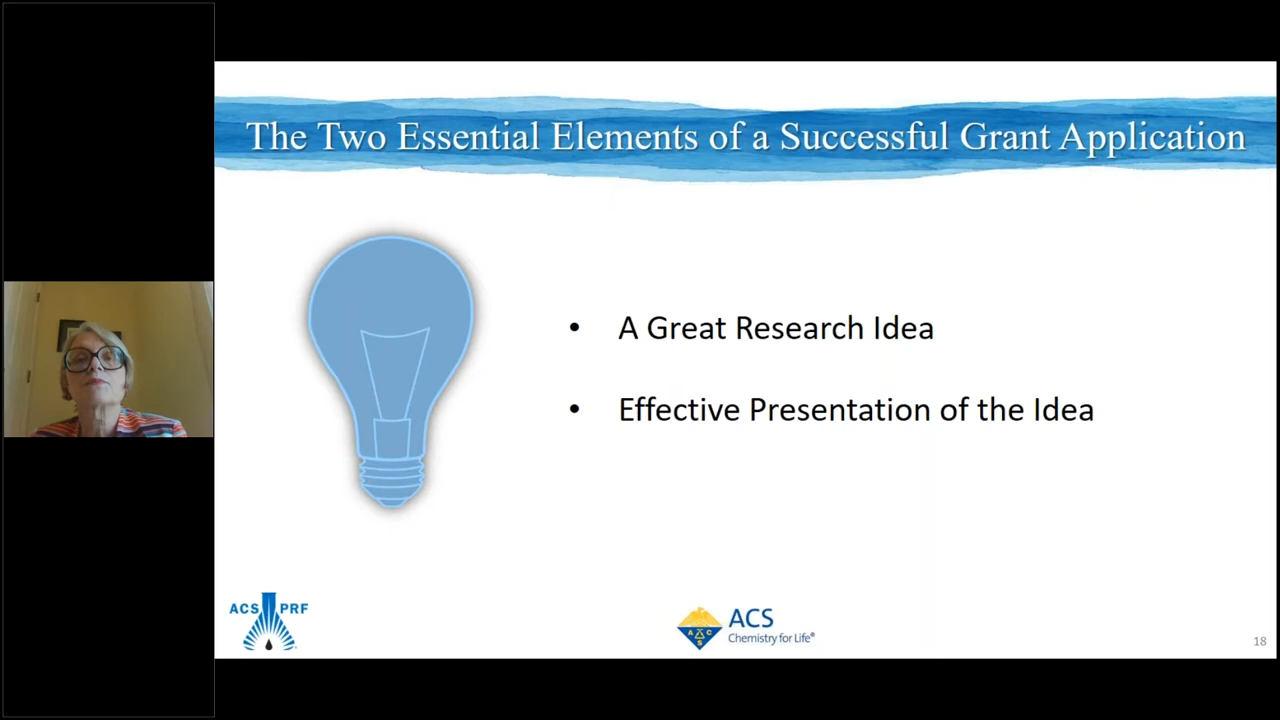 The Two Essential Elements of a Successful Grant Application
• A Great Research Idea
• Effective Presentation of the Idea
ACS PRF
ACS
Chemistry for Life®
A C S
18